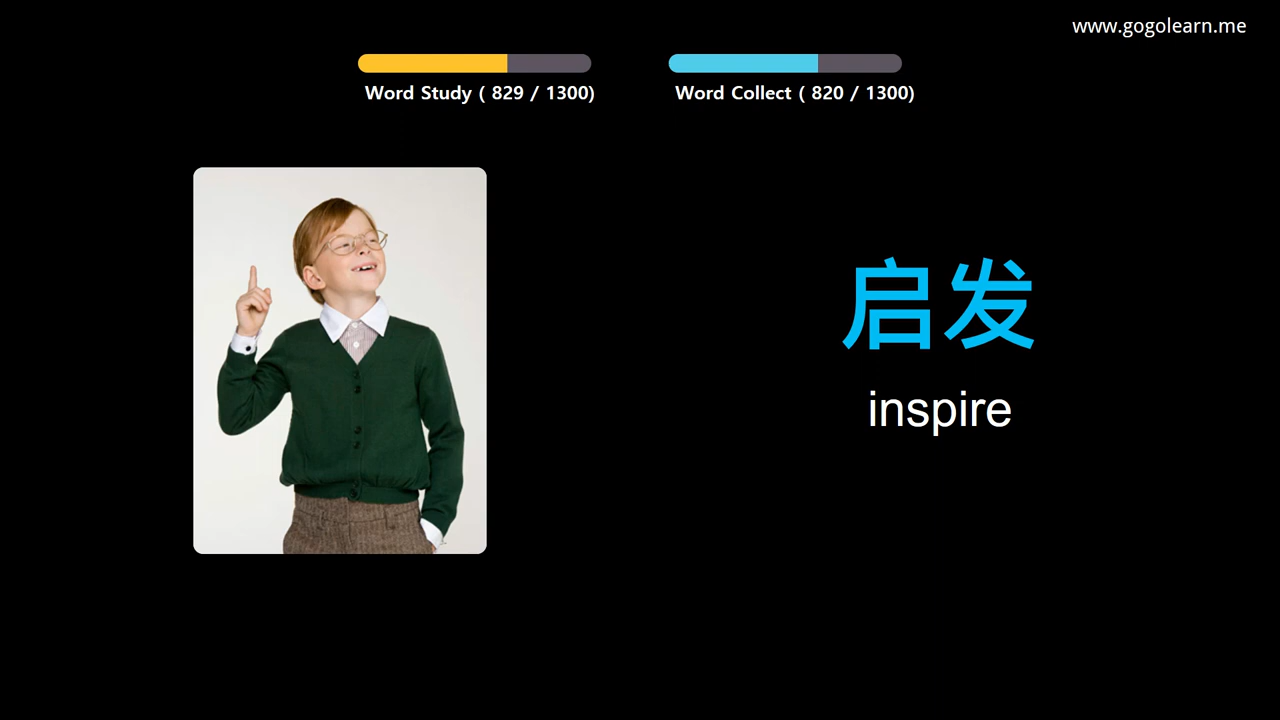 www.gogolearn.me
Word Study ( 829 / 1300)
Word Collect ( 820 / 1300)
启发
inspire